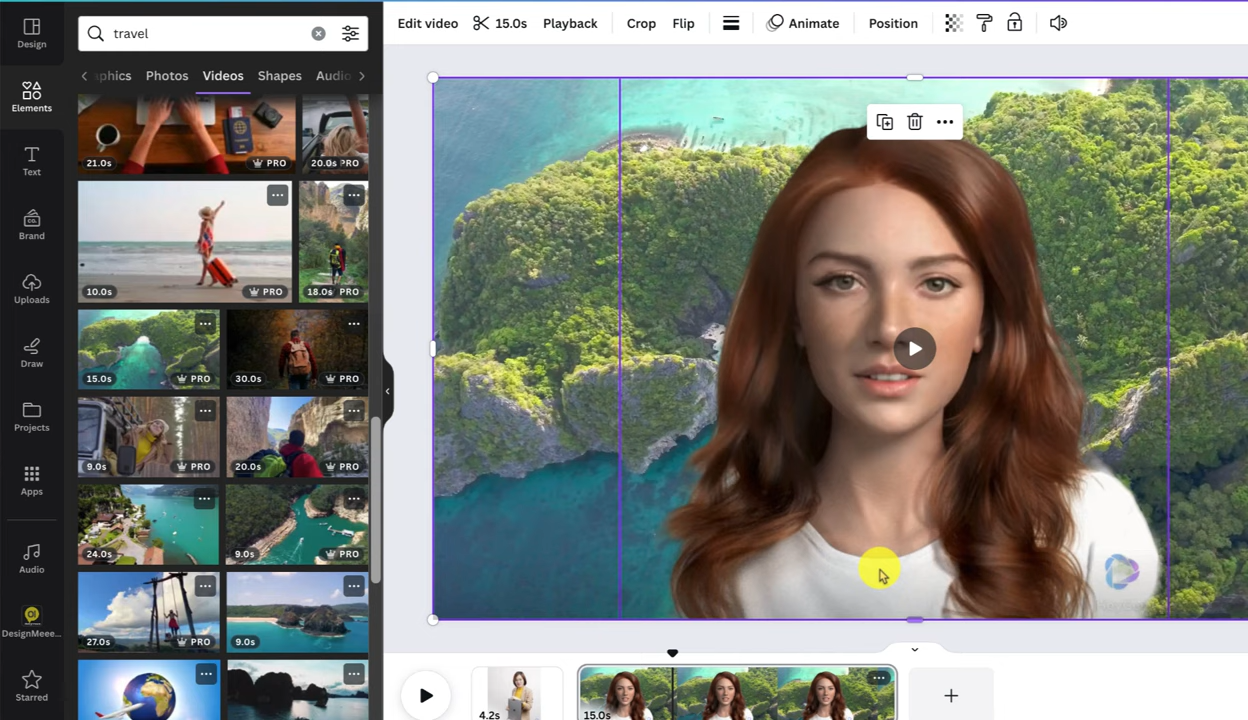 Design
Elements
Text
Brand
Uploads
Draw
Projects
Apps
Audio
DesignMeee...
Starred
travel
aphics Photos Videos Shapes Audio
21.0s PRO
20.0s PRO
10.0s PRO
18.0s PRO
15.0s PRO
30.0s PRO
9.0s PRO
20.0s PRO
24.0s
9.0s PRO
27.0s PRO
9.0s
Edit video 15.0s Playback Crop Flip Animate Position
4.2s
15.0s